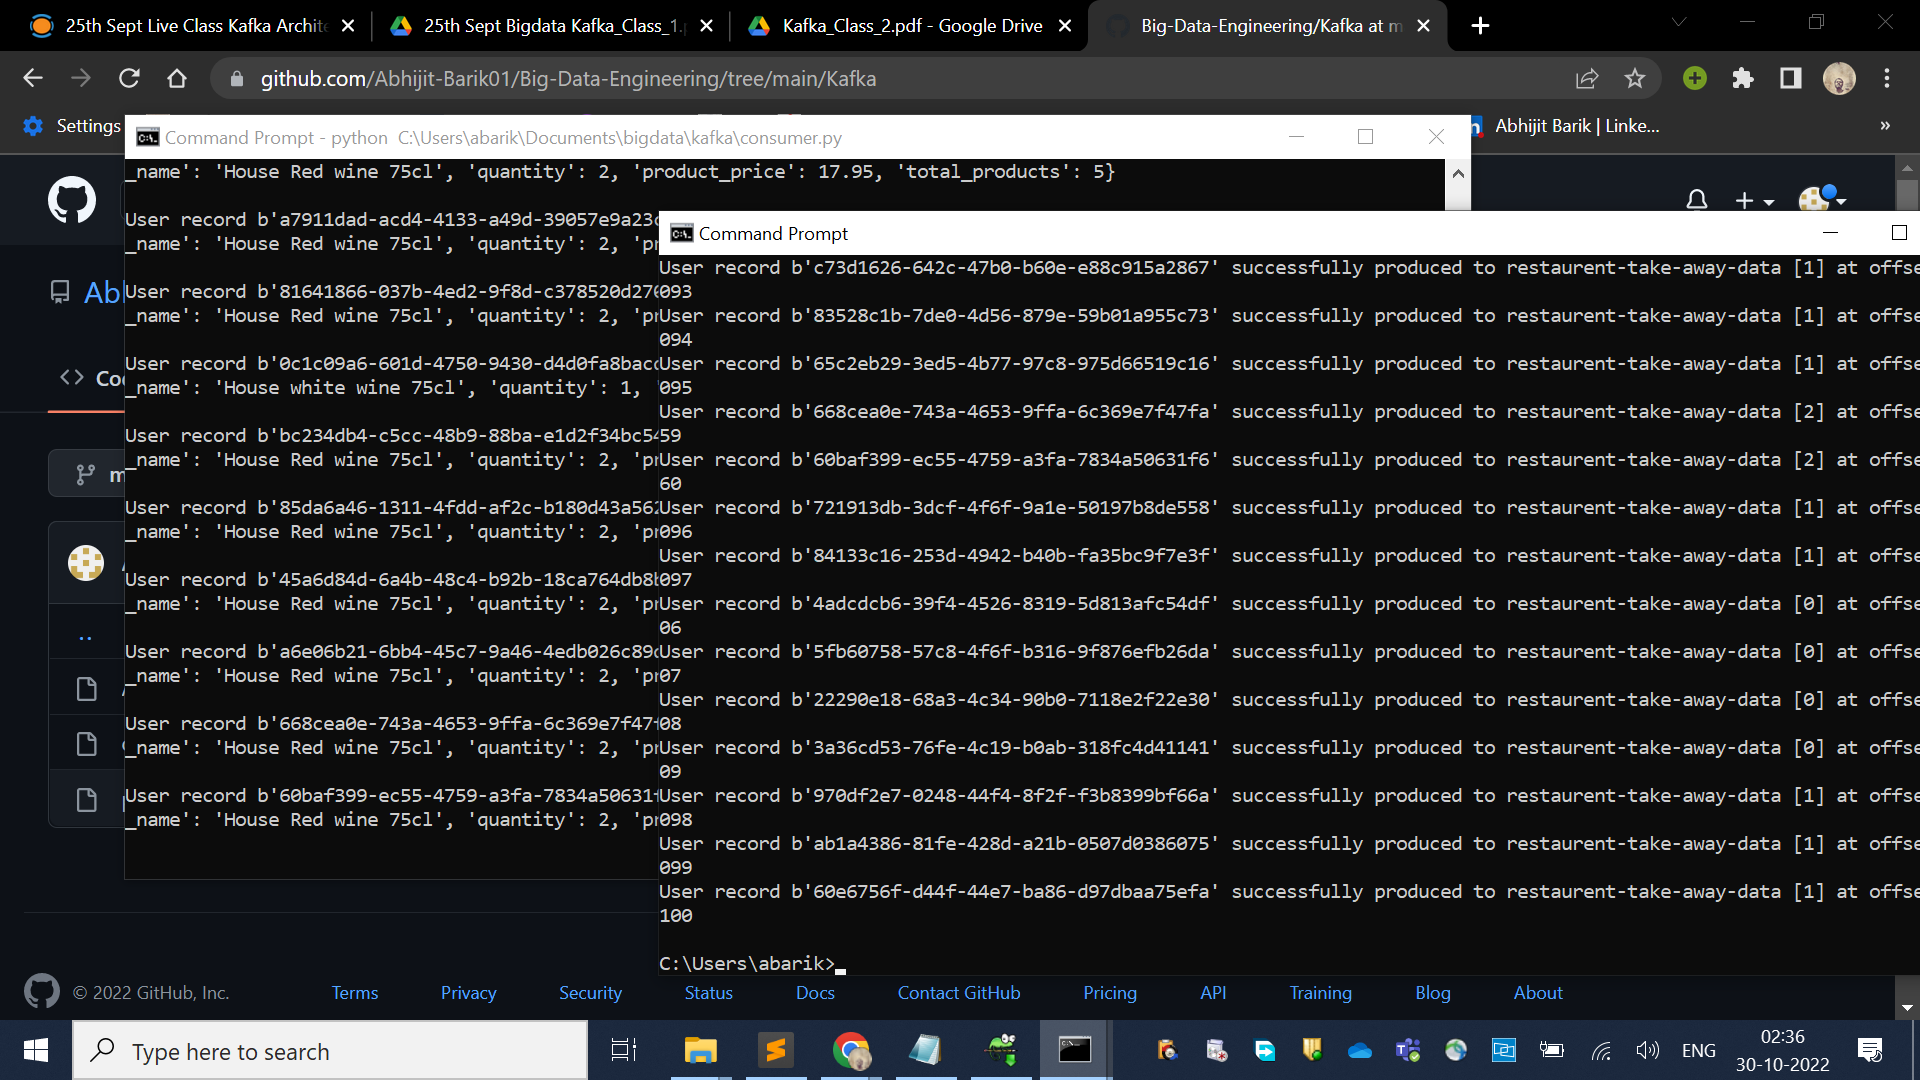 25th Sept Live Class Kafka Archite
25th Sept Bigdata Kafka_Class_1.p
Kafka_Class_2.pdf - Google Drive
Big-Data-Engineering/Kafka at m
github.com/Abhijit-Barik01/Big-Data-Engineering/tree/main/Kafka
Settings
Abhijit Barik | Linke...
»
Command Prompt - python  C:\Users\abarik\Documents\bigdata\kafka\consumer.py
_name': 'House Red wine 75cl', 'quantity': 2, 'product_price': 17.95, 'total_products': 5}
User record b'a7911dad-acd4-4133-a49d-39057e9a23c
_name': 'House Red wine 75cl', 'quantity': 2, 'pr
User record b'81641866-037b-4ed2-9f8d-c378520d276
_name': 'House Red wine 75cl', 'quantity': 2, 'pr
User record b'0c1c09a6-601d-4750-9430-d4d0fa8bacc
_name': 'House white wine 75cl', 'quantity': 1,
User record b'bc234db4-c5cc-48b9-88ba-e1d2f34bc54
_name': 'House Red wine 75cl', 'quantity': 2, 'pr
User record b'85da6a46-1311-4fdd-af2c-b180d43a562
_name': 'House Red wine 75cl', 'quantity': 2, 'pr
User record b'45a6d84d-6a4b-48c4-b92b-18ca764db8b
_name': 'House Red wine 75cl', 'quantity': 2, 'pr
User record b'a6e06b21-6bb4-45c7-9a46-4edb026c89c
_name': 'House Red wine 75cl', 'quantity': 2, 'pr
User record b'668cea0e-743a-4653-9ffa-6c369e7f47f
_name': 'House Red wine 75cl', 'quantity': 2, 'pr
User record b'60baf399-ec55-4759-a3fa-7834a50631f
_name': 'House Red wine 75cl', 'quantity': 2, 'pr
Command Prompt
User record b'c73d1626-642c-47b0-b60e-e88c915a2867' successfully produced to restaurent-take-away-data [1] at offse
093
User record b'83528c1b-7de0-4d56-879e-59b01a955c73' successfully produced to restaurent-take-away-data [1] at offse
094
User record b'65c2eb29-3ed5-4b77-97c8-975d66519c16' successfully produced to restaurent-take-away-data [1] at offse
095
User record b'668cea0e-743a-4653-9ffa-6c369e7f47fa' successfully produced to restaurent-take-away-data [2] at offse
59
User record b'60baf399-ec55-4759-a3fa-7834a50631f6' successfully produced to restaurent-take-away-data [2] at offse
60
User record b'721913db-3dcf-4f6f-9a1e-50197b8de558' successfully produced to restaurent-take-away-data [1] at offse
096
User record b'84133c16-253d-4942-b40b-fa35bc9f7e3f' successfully produced to restaurent-take-away-data [1] at offse
097
User record b'4adcdcb6-39f4-4526-8319-5d813afc54df' successfully produced to restaurent-take-away-data [0] at offse
06
User record b'5fb60758-57c8-4f6f-b316-9f876efb26da' successfully produced to restaurent-take-away-data [0] at offse
07
User record b'22290e18-68a3-4c34-90b0-7118e2f22e30' successfully produced to restaurent-take-away-data [0] at offse
08
User record b'3a36cd53-76fe-4c19-b0ab-318fc4d41141' successfully produced to restaurent-take-away-data [0] at offse
09
User record b'970df2e7-0248-44f4-8f2f-f3b8399bf66a' successfully produced to restaurent-take-away-data [1] at offse
098
User record b'ab1a4386-81fe-428d-a21b-0507d0386075' successfully produced to restaurent-take-away-data [1] at offse
099
User record b'60e6756f-d44f-44e7-ba86-d97dbaa75efa' successfully produced to restaurent-take-away-data [1] at offse
100
C:\Users\abarik>
Ab
Co
m
..
© 2022 GitHub, Inc.
Terms
Privacy
Security
Status
Docs
Contact GitHub
Pricing
API
Training
Blog
About
Type here to search
ENG
02:36
30-10-2022